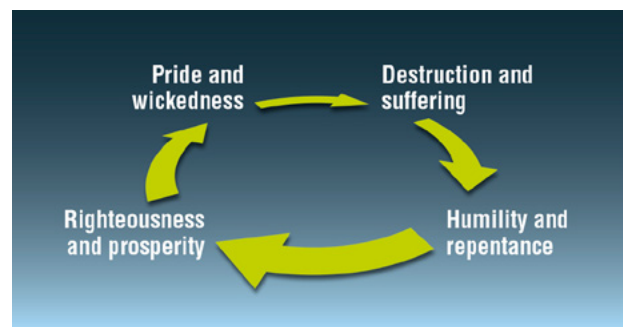 Pride and
wickedness
Destruction and
suffering
Humility and
repentance
Righteousness
and prosperity